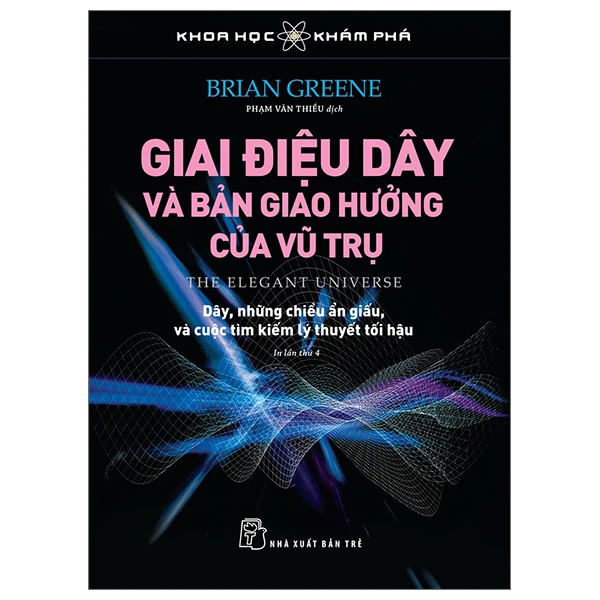 KHOA HỌC KHÁM PHÁ
BRIAN GREENE
PHẠM VĂN THIỀU dịch
GIAI ĐIỆU DÂY
VÀ BẢN GIAO HƯỞNG
CỦA VŨ TRỤ
THE ELEGANT UNIVERSE
Dây, những chiều ẩn giấu,
và cuộc tìm kiếm lý thuyết tối hậu
In lần thứ 4
NHÀ XUẤT BẢN TRẺ